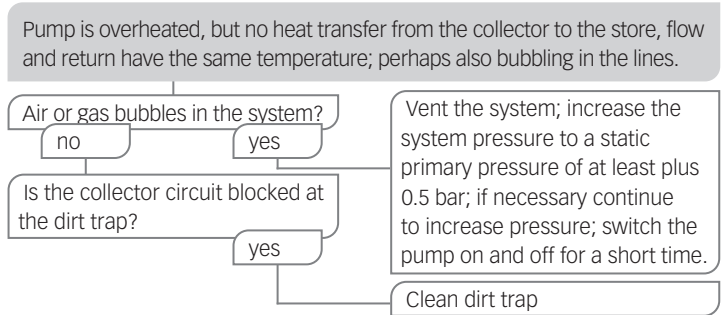 Pump is overheated, but no heat transfer from the collector to the store, flow
and return have the same temperature; perhaps also bubbling in the lines.
Air or gas bubbles in the system?
no
yes
Vent the system; increase the
system pressure to a static
primary pressure of at least plus
0.5 bar; if necessary continue
to increase pressure; switch the
pump on and off for a short time.
Is the collector circuit blocked at
the dirt trap?
yes
Clean dirt trap